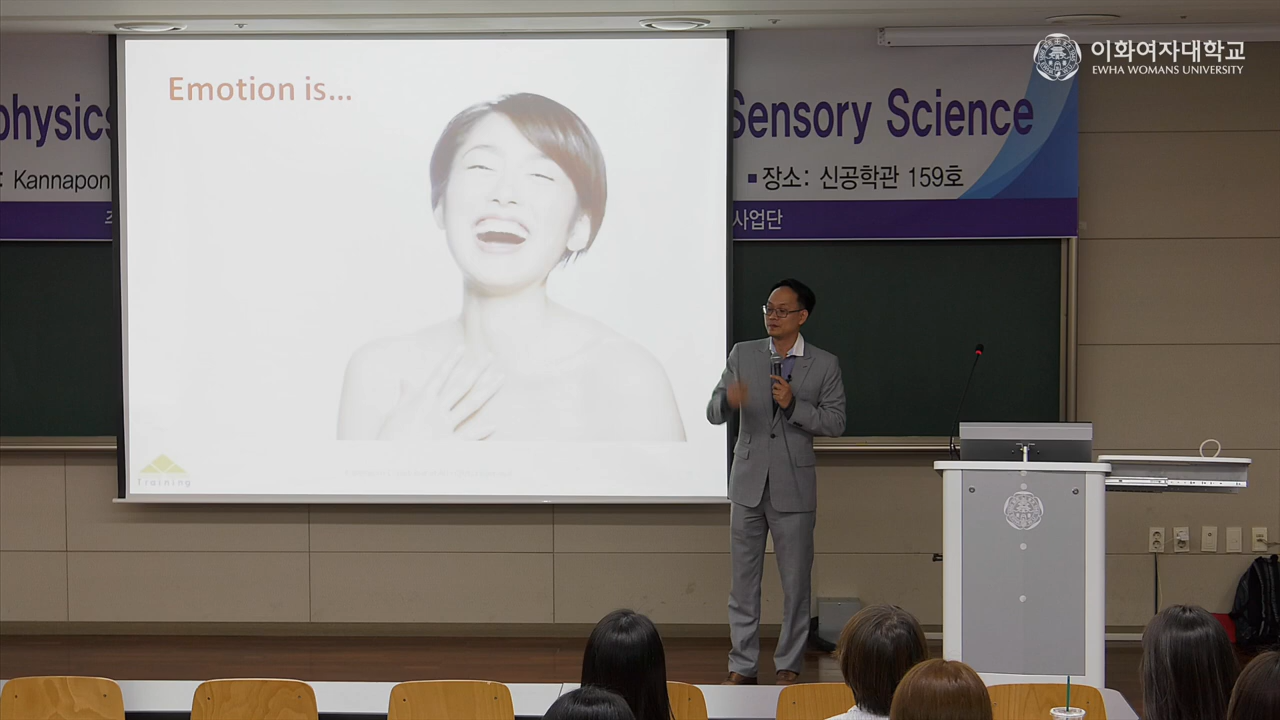 이화여자대학교
EWHA WOMANS UNIVERSITY
Emotion is...
physics
Sensory Science
: Kannapon
장소: 신공학관 159호
주
사업단
Training